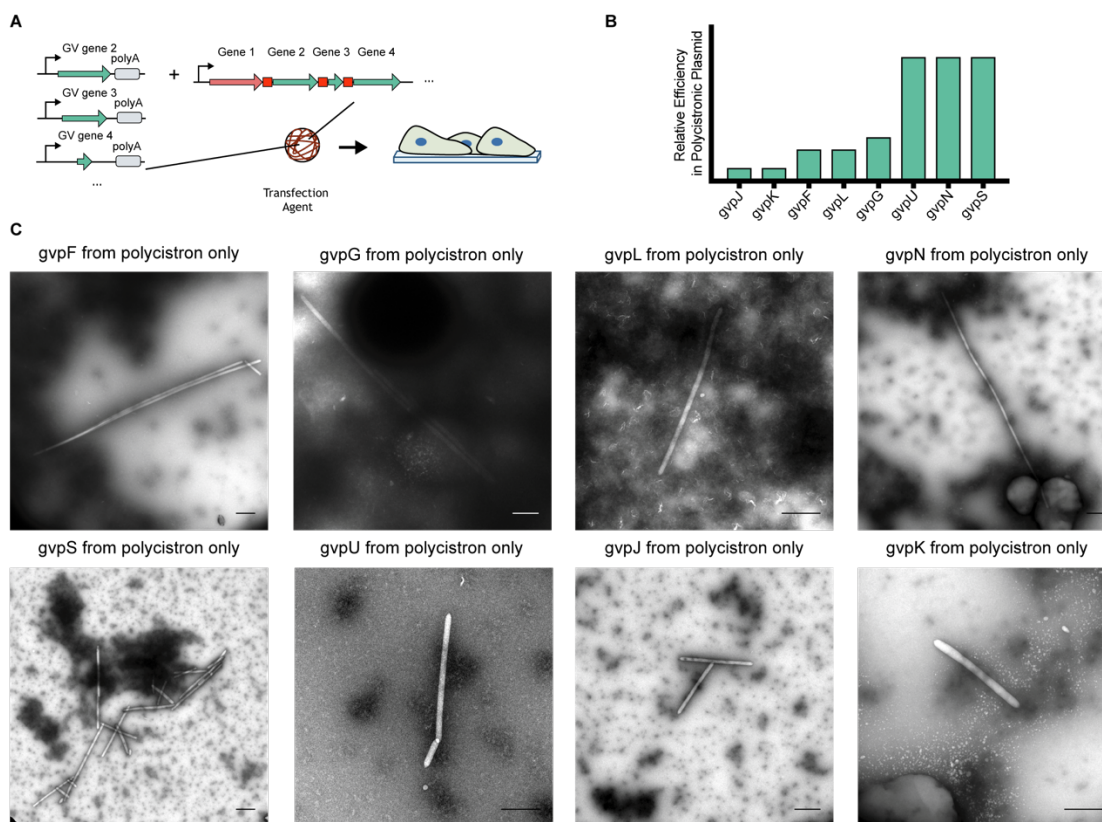 A
GV gene 2
polyA
+
Gene 1 Gene 2 Gene 3 Gene 4
...
GV gene 3
polyA
GV gene 4
polyA
...
Transfection
Agent
B
Relative Efficiency
in Polycistronic Plasmid
gvpJ gvpK gvpF gvpL gvpG gvpU gvpN gvpS
C
gvpF from polycistron only gvpG from polycistron only gvpL from polycistron only gvpN from polycistron only
gvpS from polycistron only gvpU from polycistron only gvpJ from polycistron only gvpK from polycistron only